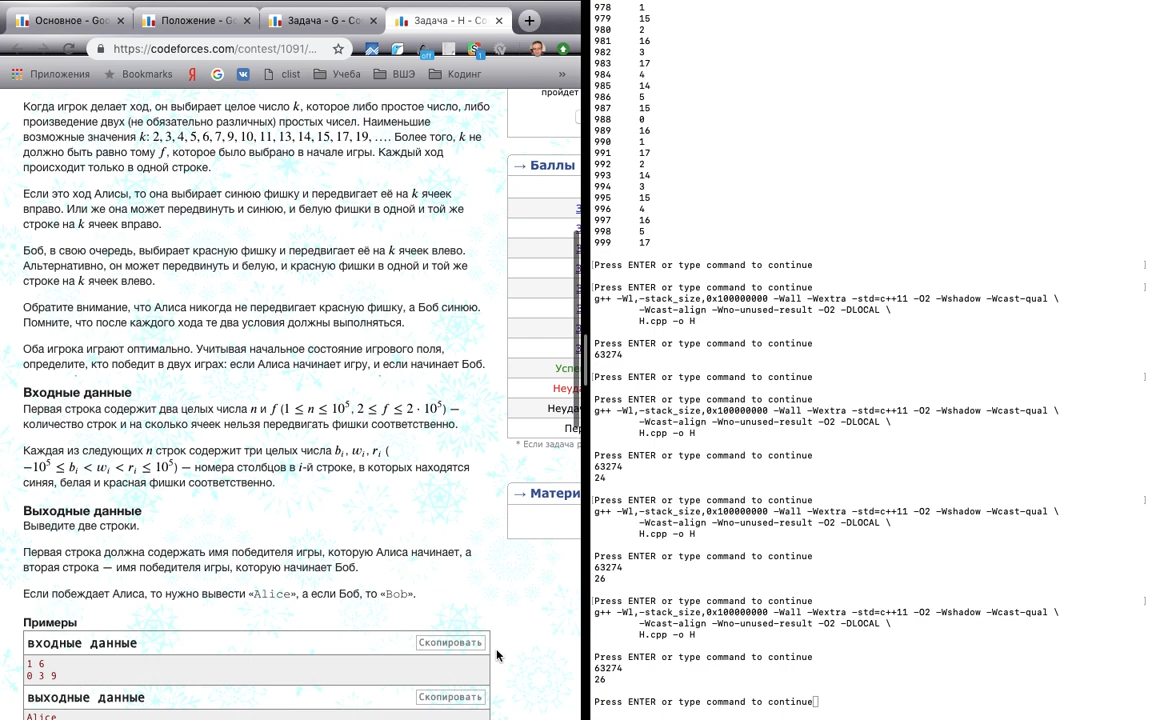 Основное - Goo
Положение - Go
Задача - G - Co
Задача - H - Co
https://codeforces.com/contest/1091/...
off
1
Приложения
Bookmarks
Я
clist
Учеба
ВШЭ
Кодинг
»
Когда игрок делает ход, он выбирает целое число k, которое либо простое число, либо
произведение двух (не обязательно различных) простых чисел. Наименьшие
возможные значения k: 2, 3, 4, 5, 6, 7, 9, 10, 11, 13, 14, 15, 17, 19, …. Более того, k не
должно быть равно тому f, которое было выбрано в начале игры. Каждый ход
происходит только в одной строке.
Если это ход Алисы, то она выбирает синюю фишку и передвигает её на k ячеек
вправо. Или же она может передвинуть и синюю, и белую фишки в одной и той же
строке на k ячеек вправо.
Боб, в свою очередь, выбирает красную фишку и передвигает её на k ячеек влево.
Альтернативно, он может передвинуть и белую, и красную фишки в одной и той же
строке на k ячеек влево.
Обратите внимание, что Алиса никогда не передвигает красную фишку, а Боб синюю.
Помните, что после каждого хода те два условия должны выполняться.
Оба игрока играют оптимально. Учитывая начальное состояние игрового поля,
определите, кто победит в двух играх: если Алиса начинает игру, и если начинает Боб.
Входные данные
Первая строка содержит два целых числа n и f (1 ≤ n ≤ 10^5, 2 ≤ f ≤ 2 · 10^5) —
количество строк и на сколько ячеек нельзя передвигать фишки соответственно.
Каждая из следующих n строк содержит три целых числа b_i, w_i, r_i (
−10^5 ≤ b_i < w_i < r_i ≤ 10^5) — номера столбцов в i-й строке, в которых находятся
синяя, белая и красная фишки соответственно.
Выходные данные
Выведите две строки.
Первая строка должна содержать имя победителя игры, которую Алиса начинает, а
вторая строка — имя победителя игры, которую начинает Боб.
Если побеждает Алиса, то нужно вывести «Alice», а если Боб, то «Bob».
Примеры
входные данные
Скопировать
1 6
0 3 9
выходные данные
Скопировать
Alice
пройдет
→ Баллы
Успе
Неуд
Неудач
Пер
* Если задача р
→ Матери
978 1
979 15
980 2
981 16
982 3
983 17
984 4
985 14
986 5
987 15
988 0
989 16
990 1
991 17
992 2
993 14
994 3
995 15
996 4
997 16
998 5
999 17
[Press ENTER or type command to continue ]
[Press ENTER or type command to continue ]
g++ -Wl,-stack_size,0x100000000 -Wall -Wextra -std=c++11 -O2 -Wshadow -Wcast-qual \
-Wcast-align -Wno-unused-result -O2 -DLOCAL \
H.cpp -o H
Press ENTER or type command to continue
63274
[Press ENTER or type command to continue ]
g++ -Wl,-stack_size,0x100000000 -Wall -Wextra -std=c++11 -O2 -Wshadow -Wcast-qual \
-Wcast-align -Wno-unused-result -O2 -DLOCAL \
H.cpp -o H
Press ENTER or type command to continue
63274
24
[Press ENTER or type command to continue ]
g++ -Wl,-stack_size,0x100000000 -Wall -Wextra -std=c++11 -O2 -Wshadow -Wcast-qual \
-Wcast-align -Wno-unused-result -O2 -DLOCAL \
H.cpp -o H
Press ENTER or type command to continue
63274
26
[Press ENTER or type command to continue ]
g++ -Wl,-stack_size,0x100000000 -Wall -Wextra -std=c++11 -O2 -Wshadow -Wcast-qual \
-Wcast-align -Wno-unused-result -O2 -DLOCAL \
H.cpp -o H
Press ENTER or type command to continue
63274
26
Press ENTER or type command to continue